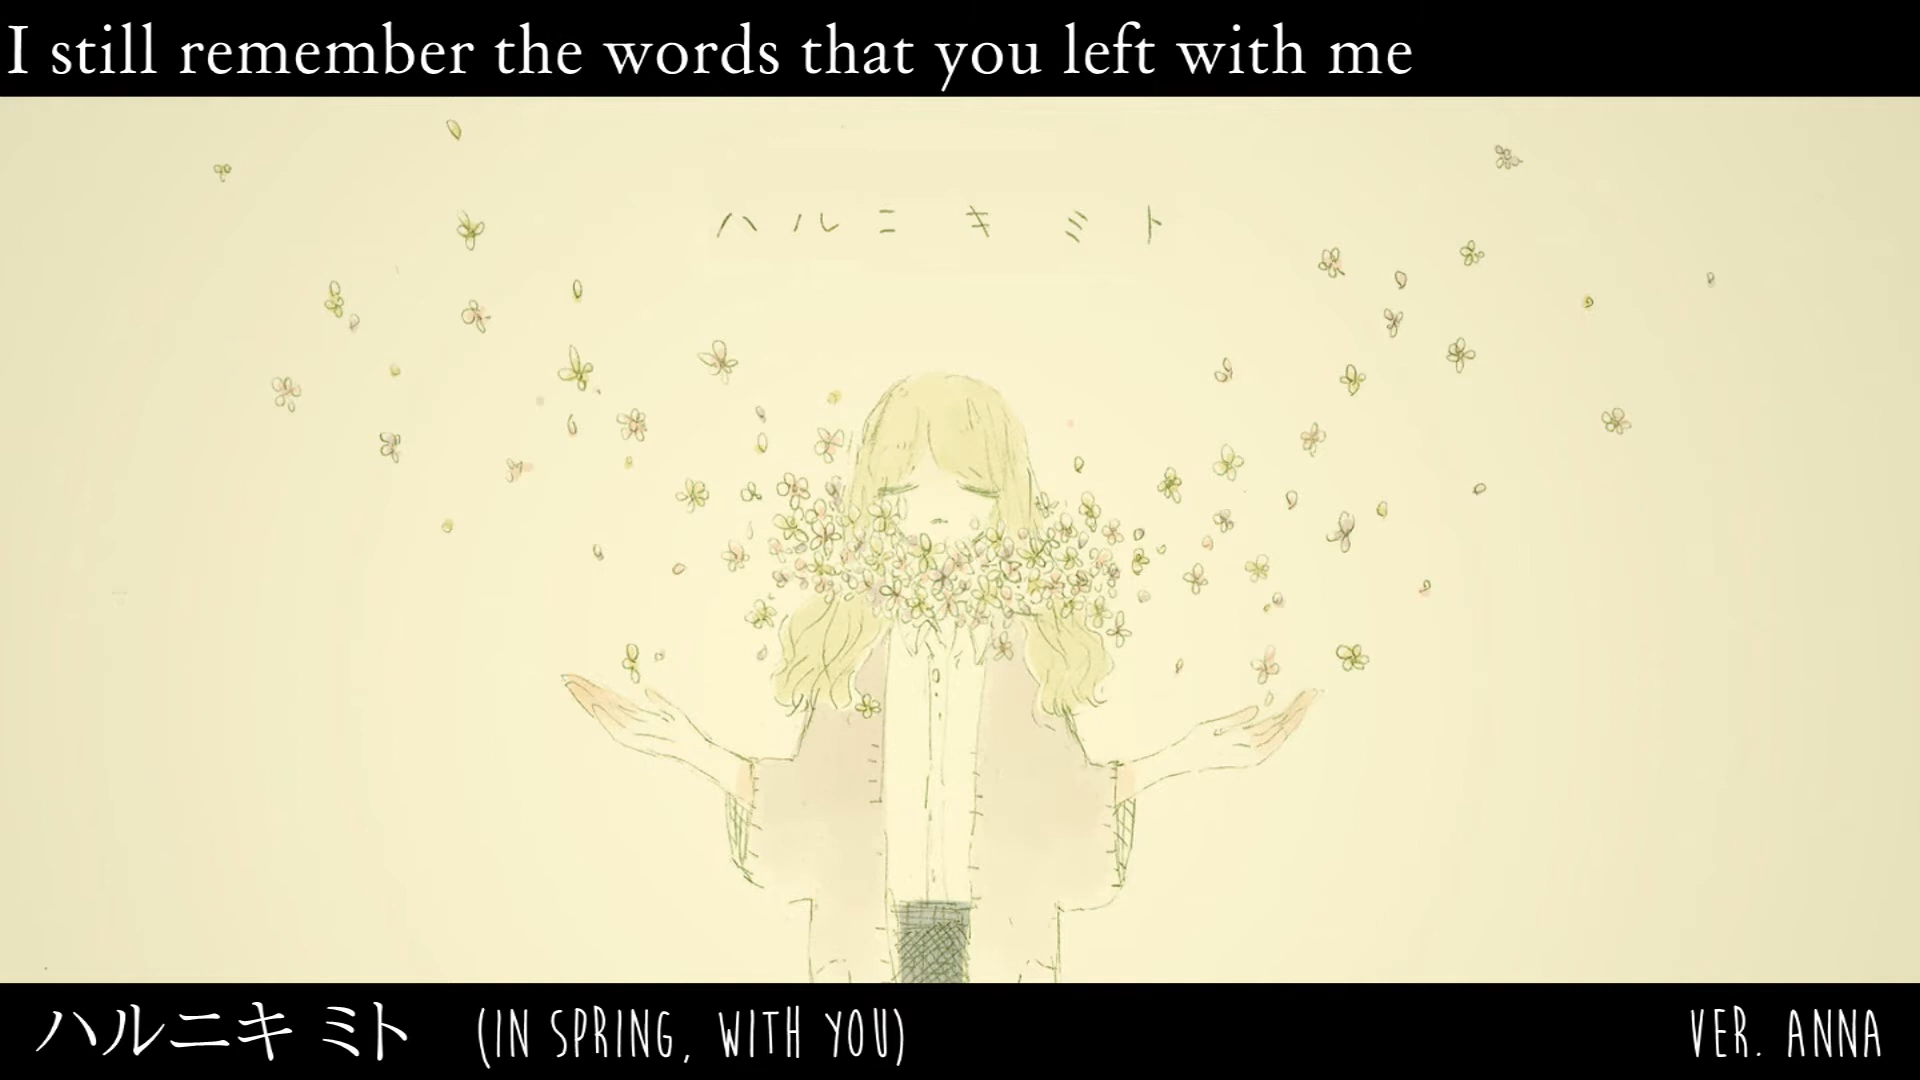 I still remember the words that you left with me
ハルニキミト
ハルニキ ミト (IN SPRING, WITH YOU) VER. ANNA